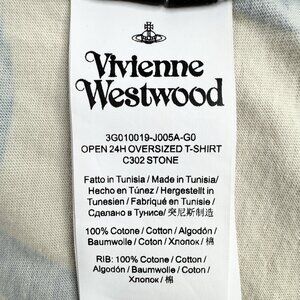 Vivienne
Westwood
3G010019-J005A-G0
OPEN 24H OVERSIZED T-SHIRT
C302 STONE
Fatto in Tunisia / Made in Tunisia/
Hecho en Túnez / Hergestellt in
Tunesien / Fabriqué en Tunisie /
Сделано в Тунисе/ 突尼斯制造
100% Cotone / Cotton / Algodón /
Baumwolle / Coton / Хлопок / 棉
RIB: 100% Cotone / Cotton /
Algodón / Baumwolle / Coton /
Хлопок / 棉